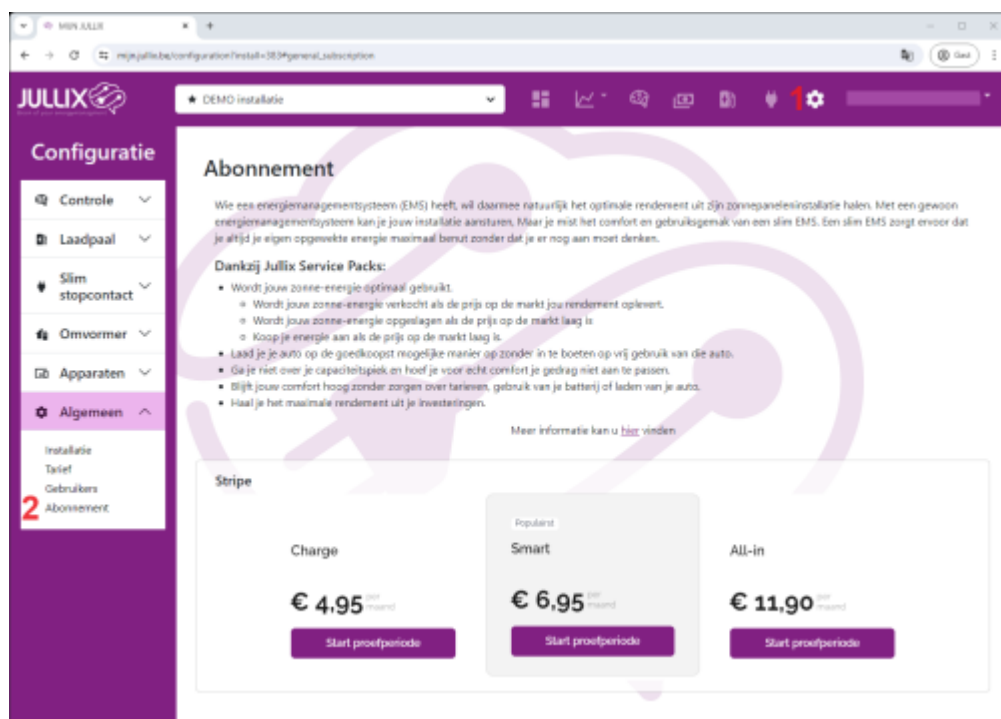 MIJN JULLIX
mijn.jullix.be/configuration?install=383#general_subscription
Gast
JULLIX
DEMO installatie
1
Configuratie
Controle
Laadpaal
Slim
stopcontact
Omvormer
Apparaten
Algemeen
Installatie
Tarief
Gebruikers
2 Abonnement
Abonnement
Wie een energiemanagementsysteem (EMS) heeft, wil daarmee natuurlijk het optimale rendement uit zijn zonnepaneleninstallatie halen. Met een gewoon
energiemanagementsysteem kan je jouw installatie aansturen. Maar je mist het comfort en gebruiksgemak van een slim EMS. Een slim EMS zorgt ervoor dat
je altijd je eigen opgewekte energie maximaal benut zonder dat je er nog aan moet denken.
Dankzij Jullix Service Packs:
Wordt jouw zonne-energie optimaal gebruikt.
Wordt jouw zonne-energie verkocht als de prijs op de markt jou rendement oplevert.
Wordt jouw zonne-energie opgeslagen als de prijs op de markt laag is
Koop je energie aan als de prijs op de markt laag is.
Laad je je auto op de goedkoopst mogelijke manier op zonder in te boeten op vrij gebruik van die auto.
Ga je niet over je capaciteitspiek en hoef je voor echt comfort je gedrag niet aan te passen.
Blijft jouw comfort hoog zonder zorgen over tarieven, gebruik van je batterij of laden van je auto.
Haal je het maximale rendement uit je investeringen.
Meer informatie kan u hier vinden
Stripe
Charge
€ 4,95 per
maand
Start proefperiode
Populairst
Smart
€ 6,95 per
maand
Start proefperiode
All-in
€ 11,90 per
maand
Start proefperiode